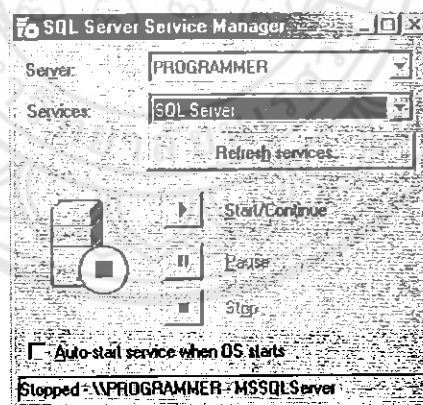 SQL Server Service Manager
Server: PROGRAMMER
Services: SQL Server
Refresh services...
Start/Continue
Pause
Stop
Auto-start service when OS starts
Stopped - \\PROGRAMMER - MSSQLServer